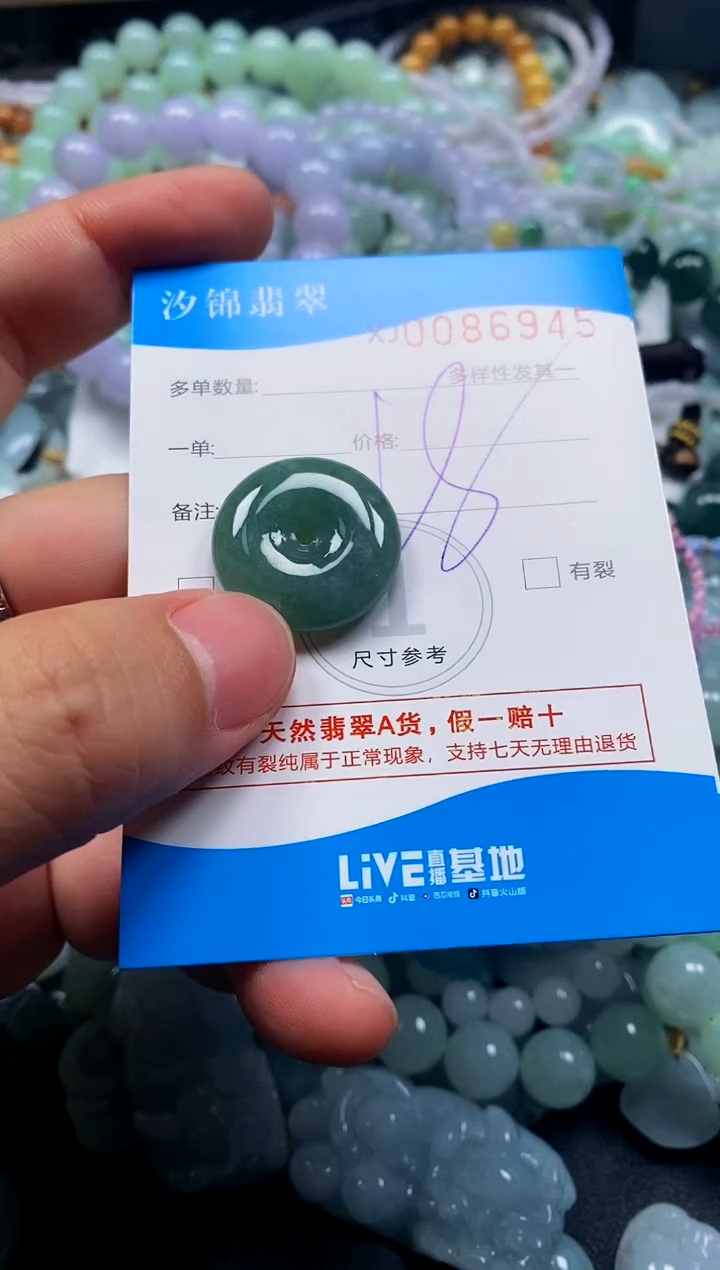 汐锦翡翠
XJ0086945
多单数量:
多样性发其一
一单: 价格:
18
备注:
有裂
1
尺寸参考
天然翡翠A货，假一赔十
纹有裂纯属于正常现象，支持七天无理由退货
LiVE直播基地
头条 今日头条 抖音 西瓜视频 抖音火山版